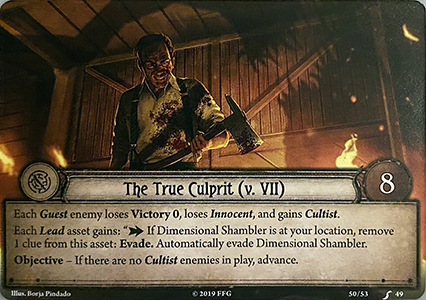 The True Culprit (v. VII)
8
Each Guest enemy loses Victory 0, loses Innocent, and gains Cultist.
Each Lead asset gains: “ If Dimensional Shambler is at your location, remove
1 clue from this asset: Evade. Automatically evade Dimensional Shambler.
Objective – If there are no Cultist enemies in play, advance.
Illus. Borja Pindado
© 2019 FFG
50/53
49